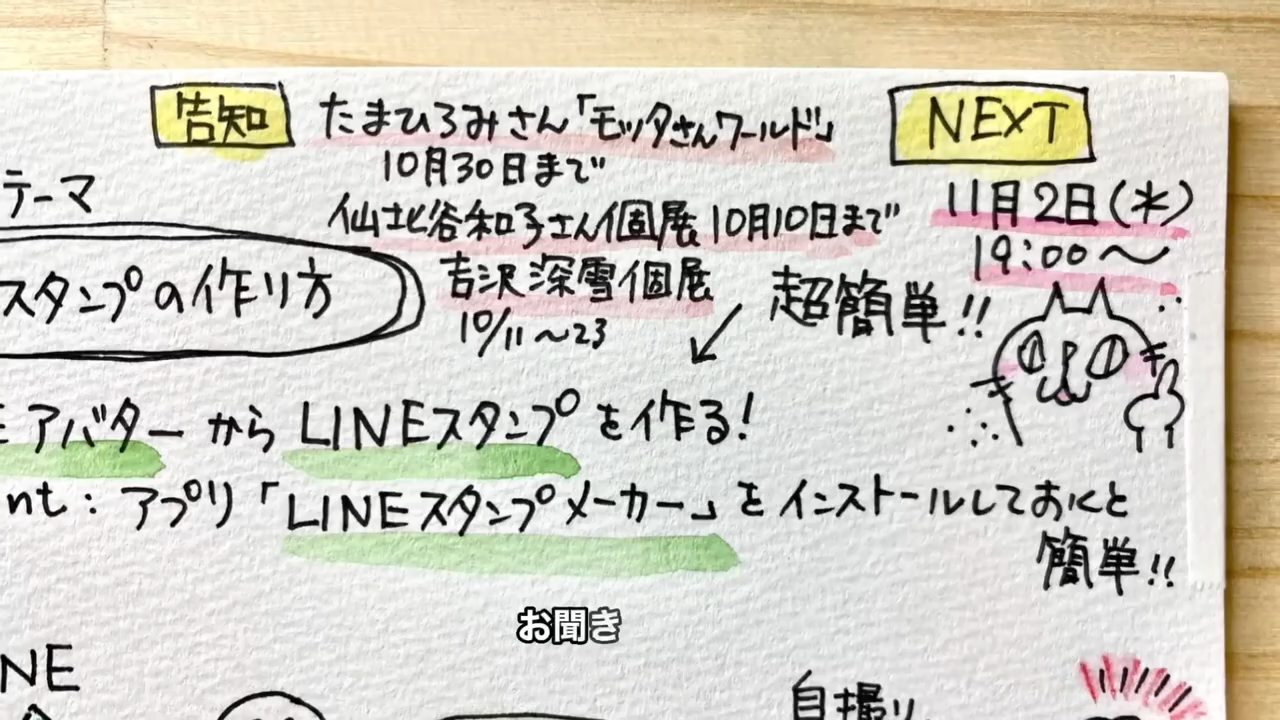 告知
たまひろみさん「モッタさんワールド」
10月30日まで
仙北谷和子さん個展 10月10日まで
吉沢深雪個展
10/11〜23
NEXT
11月2日(水)
19:00〜
テーマ
スタンプの作り方
超簡単!!
E アバターから LINEスタンプを作る!
nt: アプリ「LINEスタンプメーカー」をインストールしておくと
簡単!!
お聞き
NE
自撮り